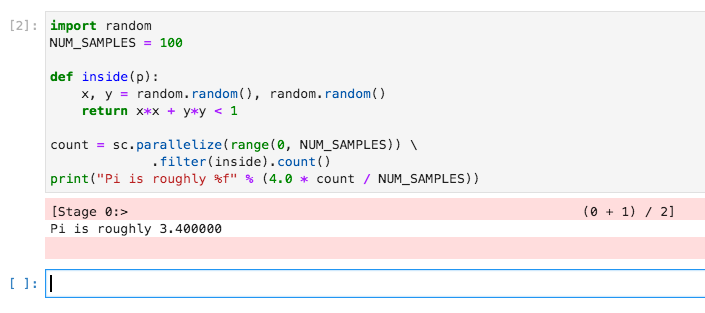 [2]: import random
NUM_SAMPLES = 100
def inside(p):
    x, y = random.random(), random.random()
    return x*x + y*y < 1
count = sc.parallelize(range(0, NUM_SAMPLES)) \
             .filter(inside).count()
print("Pi is roughly %f" % (4.0 * count / NUM_SAMPLES))
[Stage 0:>                                                          (0 + 1) / 2]
Pi is roughly 3.400000
[ ]: